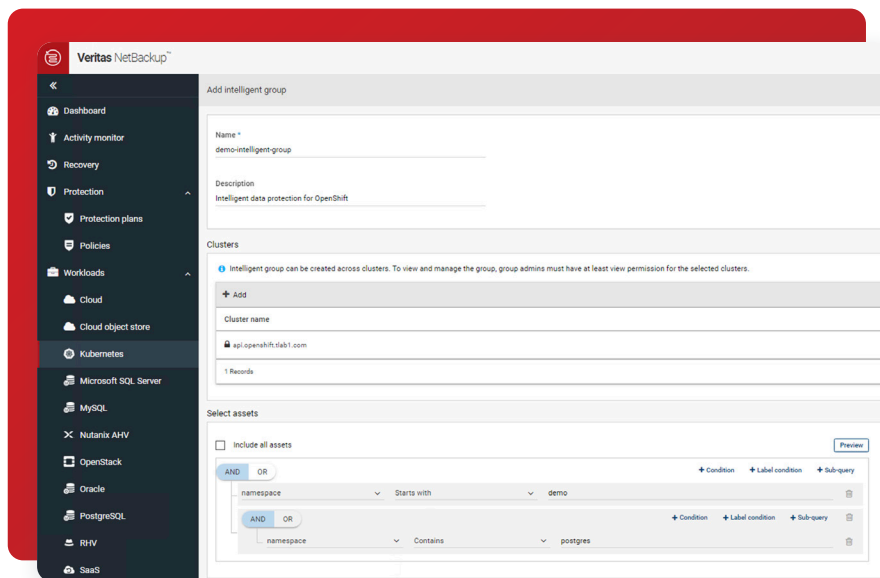 Veritas NetBackup™
Dashboard
Activity monitor
Recovery
Protection
Protection plans
Policies
Workloads
Cloud
Cloud object store
Kubernetes
Microsoft SQL Server
MySQL
Nutanix AHV
OpenStack
Oracle
PostgreSQL
RHV
SaaS
Add intelligent group
Name *
demo-intelligent-group
Description
Intelligent data protection for OpenShift
Clusters
Intelligent group can be created across clusters. To view and manage the group, group admins must have at least view permission for the selected clusters.
+ Add
Cluster name
api.openshift.tlab1.com
1 Records
Select assets
Include all assets
Preview
AND OR + Condition + Label condition + Sub-query
namespace Starts with demo
AND OR + Condition + Label condition + Sub-query
namespace Contains postgres